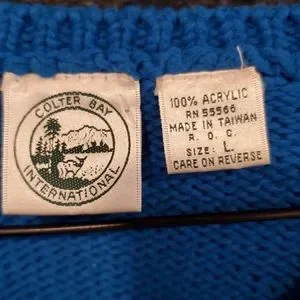 COLTER BAY
INTERNATIONAL
100% ACRYLIC
RN 55566
MADE IN TAIWAN
R. O. C.
SIZE: L.
CARE ON REVERSE